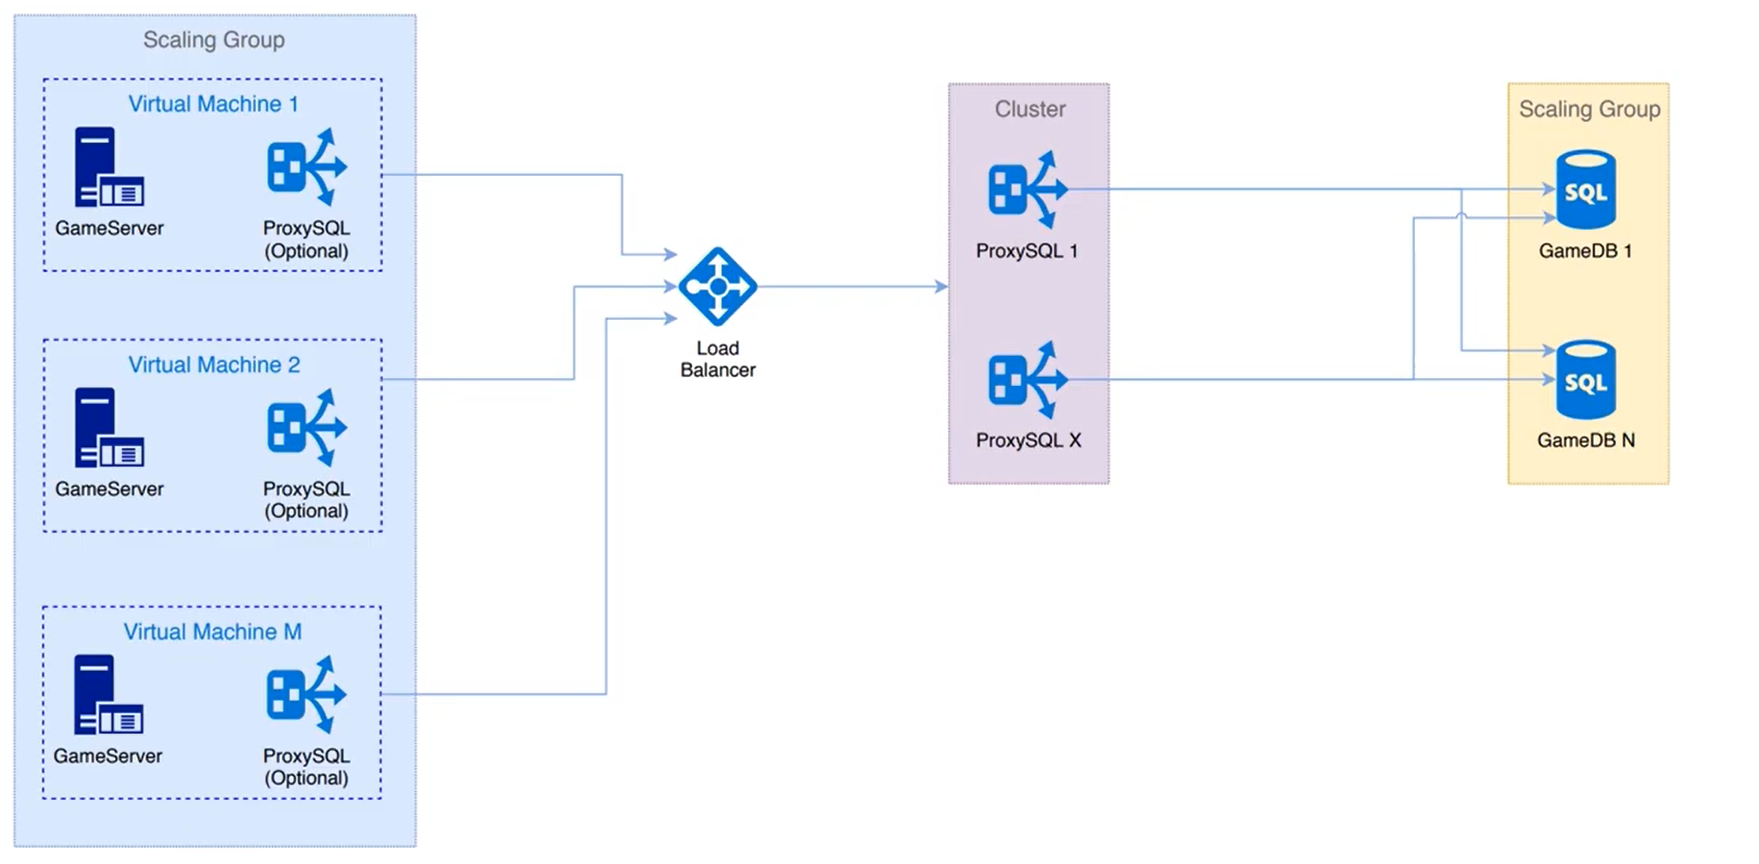 Scaling Group
Virtual Machine 1
GameServer
ProxySQL
(Optional)
Virtual Machine 2
GameServer
ProxySQL
(Optional)
Virtual Machine M
GameServer
ProxySQL
(Optional)
Load
Balancer
Cluster
ProxySQL 1
ProxySQL X
Scaling Group
SQL
GameDB 1
SQL
GameDB N